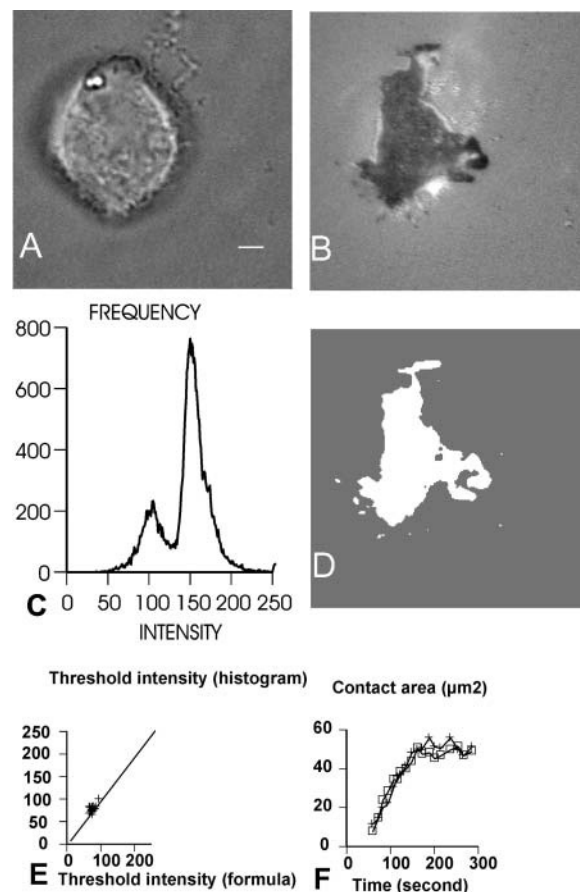 A
B
FREQUENCY
800
600
400
200
0
0 50 100 150 200 250
C
INTENSITY
D
Threshold intensity (histogram)
250
200
150
100
50
0
0 100 200
E
Threshold intensity (formula)
Contact area (µm2)
60
40
20
0
0 100 200 300
F
Time (second)